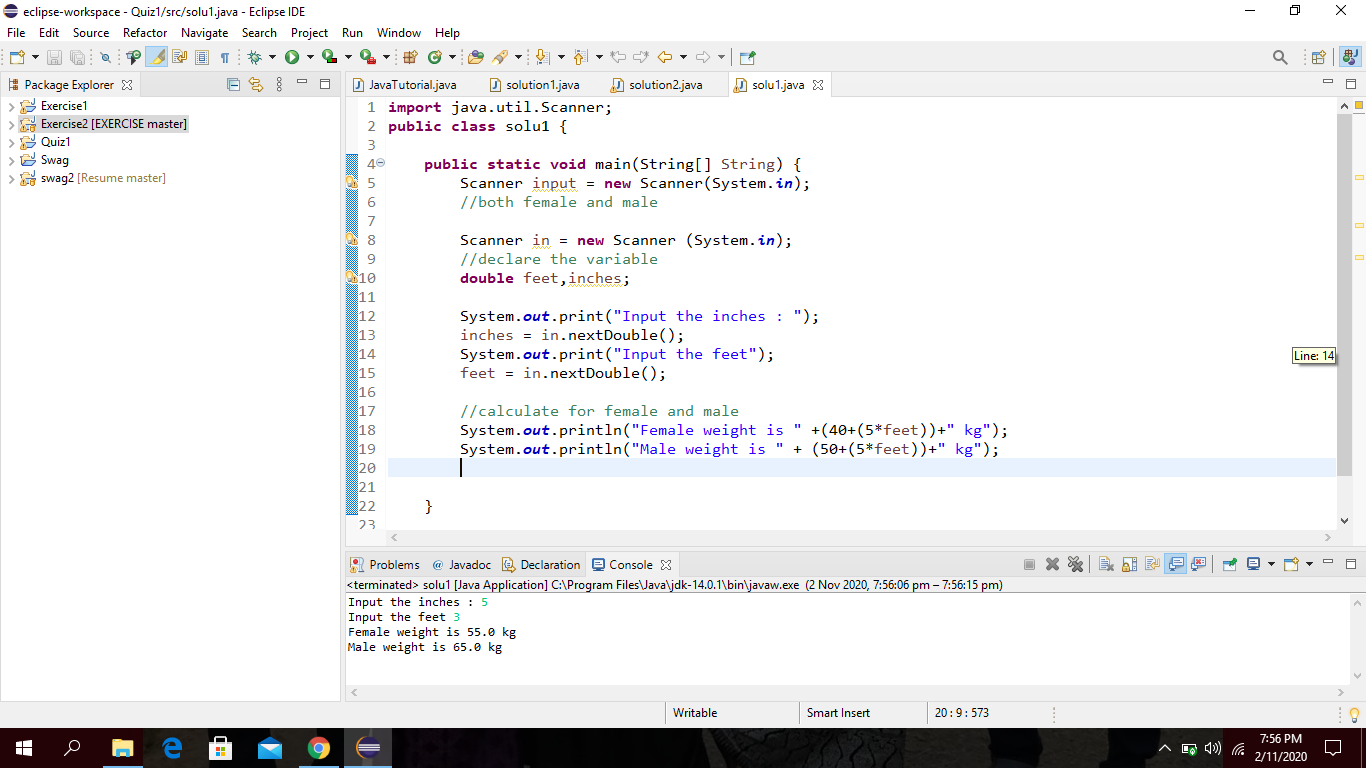 eclipse-workspace - Quiz1/src/solu1.java - Eclipse IDE
File Edit Source Refactor Navigate Search Project Run Window Help
Package Explorer
Exercise1
Exercise2 [EXERCISE master]
Quiz1
Swag
swag2 [Resume master]
JavaTutorial.java solution1.java solution2.java solu1.java
1 import java.util.Scanner;
2 public class solu1 {
3
4 public static void main(String[] String) {
5 Scanner input = new Scanner(System.in);
6 //both female and male
7
8 Scanner in = new Scanner (System.in);
9 //declare the variable
10 double feet,inches;
11
12 System.out.print("Input the inches : ");
13 inches = in.nextDouble();
14 System.out.print("Input the feet");
15 feet = in.nextDouble();
16
17 //calculate for female and male
18 System.out.println("Female weight is " +(40+(5*feet))+" kg");
19 System.out.println("Male weight is " + (50+(5*feet))+" kg");
20
21
22 }
23
Line: 14
Problems @ Javadoc Declaration Console
<terminated> solu1 [Java Application] C:\Program Files\Java\jdk-14.0.1\bin\javaw.exe (2 Nov 2020, 7:56:06 pm – 7:56:15 pm)
Input the inches : 5
Input the feet 3
Female weight is 55.0 kg
Male weight is 65.0 kg
Writable Smart Insert 20 : 9 : 573
7:56 PM
2/11/2020